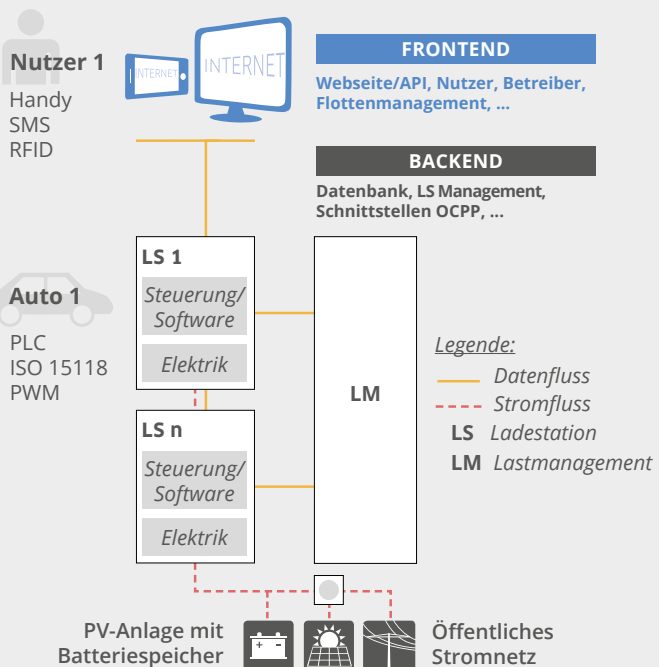 Nutzer 1
Handy
SMS
RFID
INTERNET
INTERNET
FRONTEND
Webseite/API, Nutzer, Betreiber,
Flottenmanagement, ...
BACKEND
Datenbank, LS Management,
Schnittstellen OCPP, ...
Auto 1
PLC
ISO 15118
PWM
LS 1
Steuerung/
Software
Elektrik
LS n
Steuerung/
Software
Elektrik
LM
Legende:
Datenfluss
Stromfluss
LS Ladestation
LM Lastmanagement
PV-Anlage mit
Batteriespeicher
+ -
Öffentliches
Stromnetz